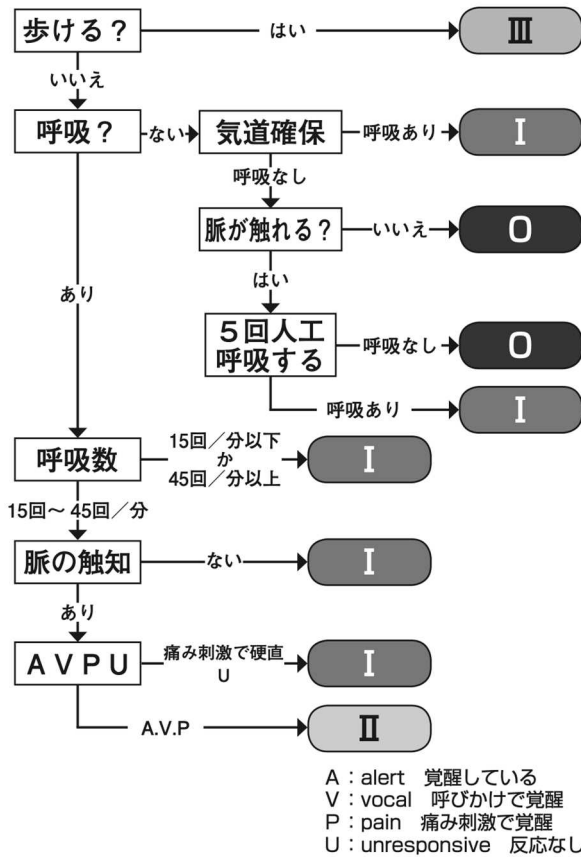 歩ける？
はい
Ⅲ
いいえ
呼吸？
ない
気道確保
呼吸あり
Ⅰ
呼吸なし
脈が触れる？
いいえ
0
はい
あり
５回人工
呼吸する
呼吸なし
0
呼吸あり
Ⅰ
呼吸数
15回／分以下
か
45回／分以上
Ⅰ
15回～45回／分
脈の触知
ない
Ⅰ
あり
ＡＶＰＵ
痛み刺激で硬直
U
Ⅰ
A.V.P
Ⅱ
A：alert　覚醒している
V：vocal　呼びかけで覚醒
P：pain　痛み刺激で覚醒
U：unresponsive　反応なし